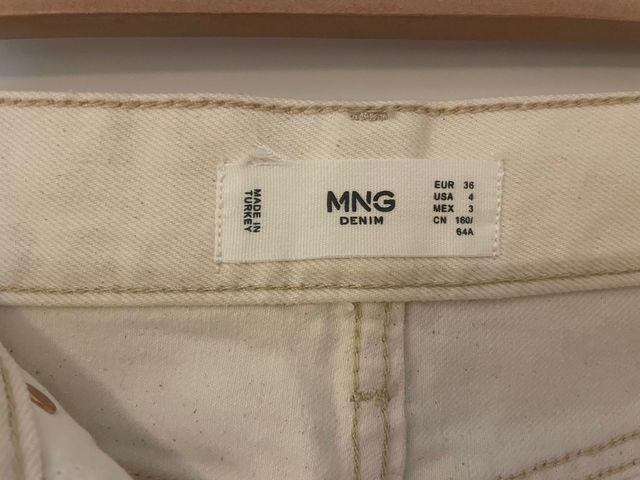 MADE IN
TURKEY
MNG
DENIM
EUR 36
USA 4
MEX 3
CN 160/
64A